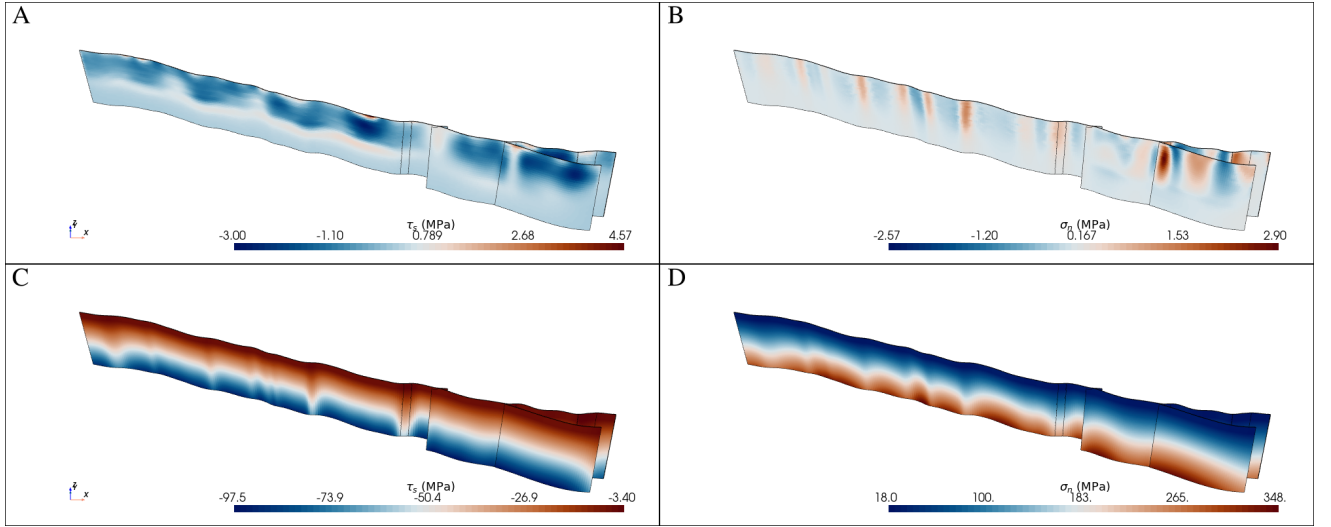 A
B
τs (MPa)
-3.00 -1.10 0.789 2.68 4.57
x
σn (MPa)
-2.57 -1.20 0.167 1.53 2.90
C
D
τs (MPa)
-97.5 -73.9 -50.4 -26.9 -3.40
x
σn (MPa)
18.0 100. 183. 265. 348.